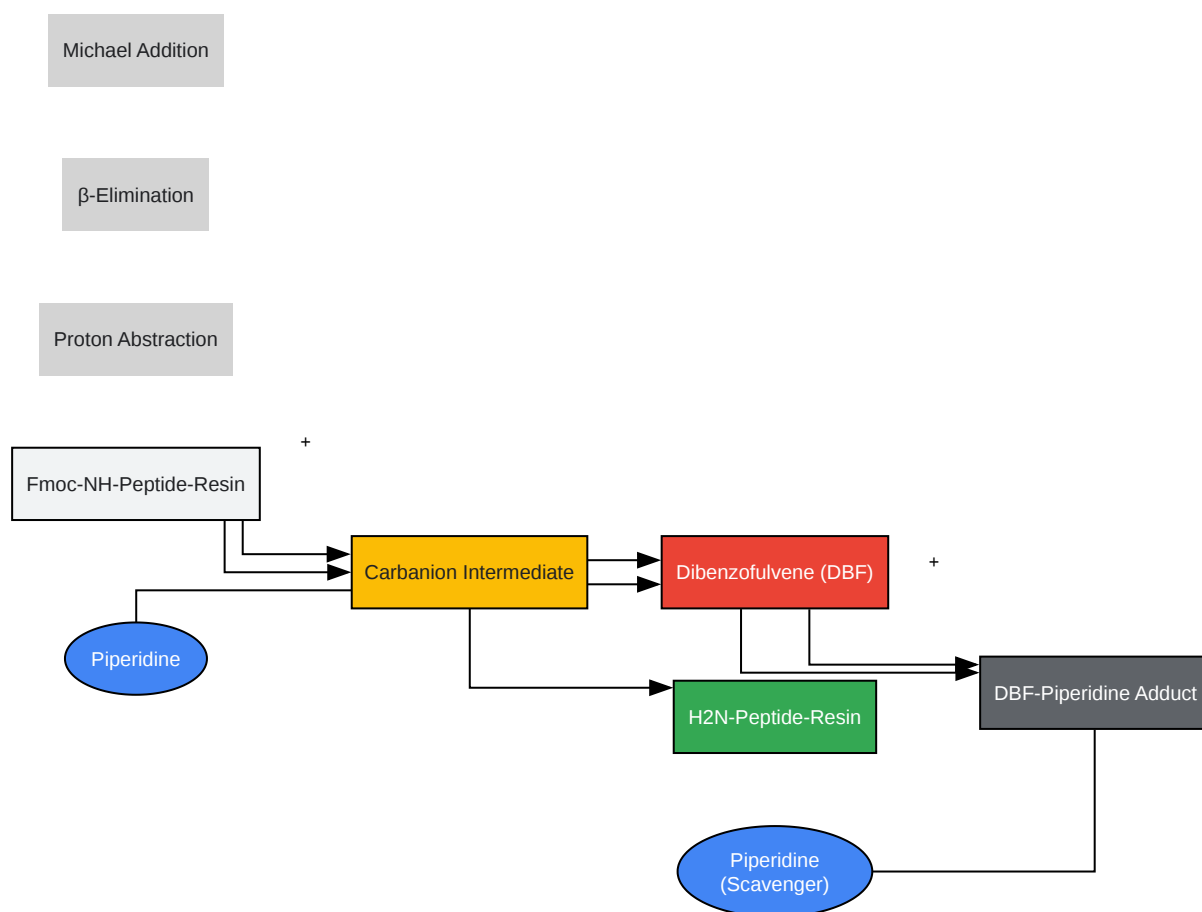 Michael Addition
β-Elimination
Proton Abstraction
+
Fmoc-NH-Peptide-Resin
Carbanion Intermediate
Dibenzofulvene (DBF)
+
Piperidine
H2N-Peptide-Resin
DBF-Piperidine Adduct
Piperidine
(Scavenger)